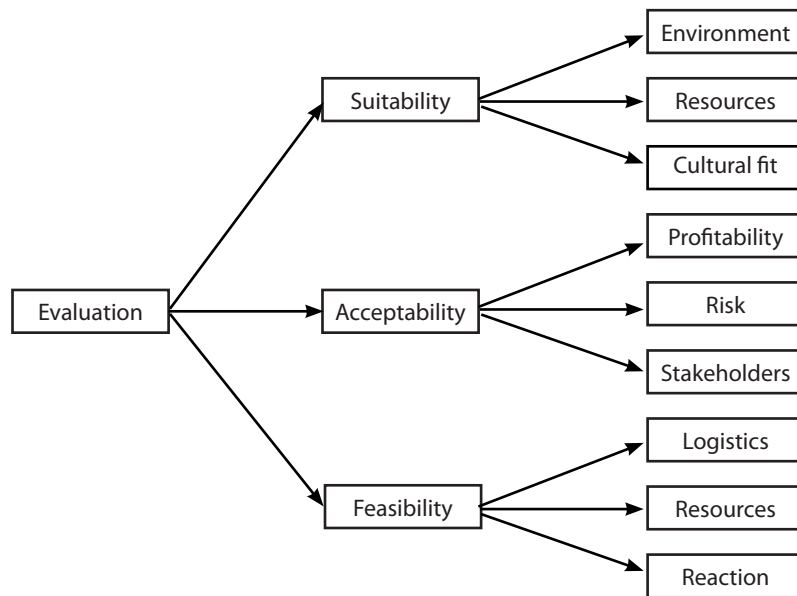 Environment
Suitability
Resources
Cultural fit
Profitability
Evaluation
Acceptability
Risk
Stakeholders
Logistics
Feasibility
Resources
Reaction